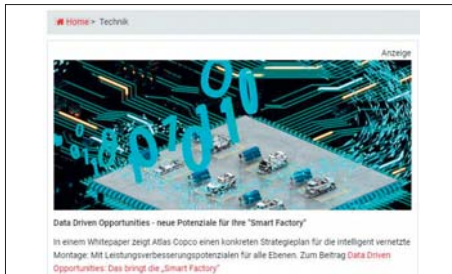 Home > Technik
Anzeige
Data Driven Opportunities - neue Potenziale für Ihre "Smart Factory"
In einem Whitepaper zeigt Atlas Copco einen konkreten Strategieplan für die intelligent vernetzte
Montage: Mit Leistungsverbesserungspotenzialen für alle Ebenen. Zum Beitrag Data Driven
Opportunities: Das bringt die „Smart Factory"